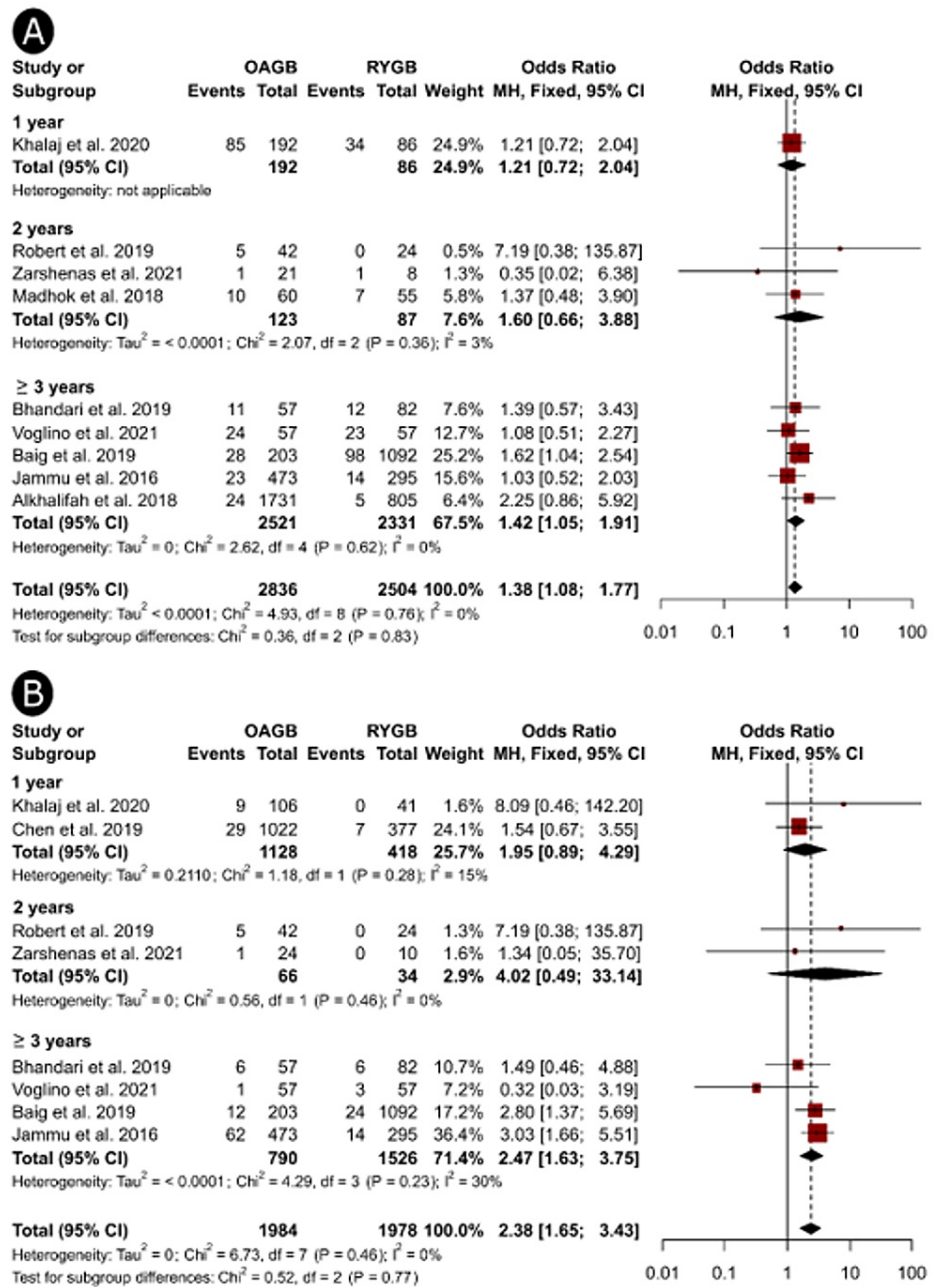 A
Study or OAGB RYGB Odds Ratio Odds Ratio
Subgroup Events Total Events Total Weight MH, Fixed, 95% CI MH, Fixed, 95% CI
1 year
Khalaj et al. 2020 85 192 34 86 24.9% 1.21 [0.72; 2.04]
Total (95% CI) 192 86 24.9% 1.21 [0.72; 2.04]
Heterogeneity: not applicable
2 years
Robert et al. 2019 5 42 0 24 0.5% 7.19 [0.38; 135.87]
Zarshenas et al. 2021 1 21 1 8 1.3% 0.35 [0.02; 6.38]
Madhok et al. 2018 10 60 7 55 5.8% 1.37 [0.48; 3.90]
Total (95% CI) 123 87 7.6% 1.60 [0.66; 3.88]
Heterogeneity: Tau² = < 0.0001; Chi² = 2.07, df = 2 (P = 0.36); I² = 3%
≥ 3 years
Bhandari et al. 2019 11 57 12 82 7.6% 1.39 [0.57; 3.43]
Voglino et al. 2021 24 57 23 57 12.7% 1.08 [0.51; 2.27]
Baig et al. 2019 28 203 98 1092 25.2% 1.62 [1.04; 2.54]
Jammu et al. 2016 23 473 14 295 15.6% 1.03 [0.52; 2.03]
Alkhalifah et al. 2018 24 1731 5 805 6.4% 2.25 [0.86; 5.92]
Total (95% CI) 2521 2331 67.5% 1.42 [1.05; 1.91]
Heterogeneity: Tau² = 0; Chi² = 2.62, df = 4 (P = 0.62); I² = 0%
Total (95% CI) 2836 2504 100.0% 1.38 [1.08; 1.77]
Heterogeneity: Tau² < 0.0001; Chi² = 4.93, df = 8 (P = 0.76); I² = 0%
Test for subgroup differences: Chi² = 0.36, df = 2 (P = 0.83)
0.01 0.1 1 10 100
B
Study or OAGB RYGB Odds Ratio Odds Ratio
Subgroup Events Total Events Total Weight MH, Fixed, 95% CI MH, Fixed, 95% CI
1 year
Khalaj et al. 2020 9 106 0 41 1.6% 8.09 [0.46; 142.20]
Chen et al. 2019 29 1022 7 377 24.1% 1.54 [0.67; 3.55]
Total (95% CI) 1128 418 25.7% 1.95 [0.89; 4.29]
Heterogeneity: Tau² = 0.2110; Chi² = 1.18, df = 1 (P = 0.28); I² = 15%
2 years
Robert et al. 2019 5 42 0 24 1.3% 7.19 [0.38; 135.87]
Zarshenas et al. 2021 1 24 0 10 1.6% 1.34 [0.05; 35.70]
Total (95% CI) 66 34 2.9% 4.02 [0.49; 33.14]
Heterogeneity: Tau² = 0; Chi² = 0.56, df = 1 (P = 0.46); I² = 0%
≥ 3 years
Bhandari et al. 2019 6 57 6 82 10.7% 1.49 [0.46; 4.88]
Voglino et al. 2021 1 57 3 57 7.2% 0.32 [0.03; 3.19]
Baig et al. 2019 12 203 24 1092 17.2% 2.80 [1.37; 5.69]
Jammu et al. 2016 62 473 14 295 36.4% 3.03 [1.66; 5.51]
Total (95% CI) 790 1526 71.4% 2.47 [1.63; 3.75]
Heterogeneity: Tau² = < 0.0001; Chi² = 4.29, df = 3 (P = 0.23); I² = 30%
Total (95% CI) 1984 1978 100.0% 2.38 [1.65; 3.43]
Heterogeneity: Tau² = 0; Chi² = 6.73, df = 7 (P = 0.46); I² = 0%
Test for subgroup differences: Chi² = 0.52, df = 2 (P = 0.77)
0.01 0.1 1 10 100